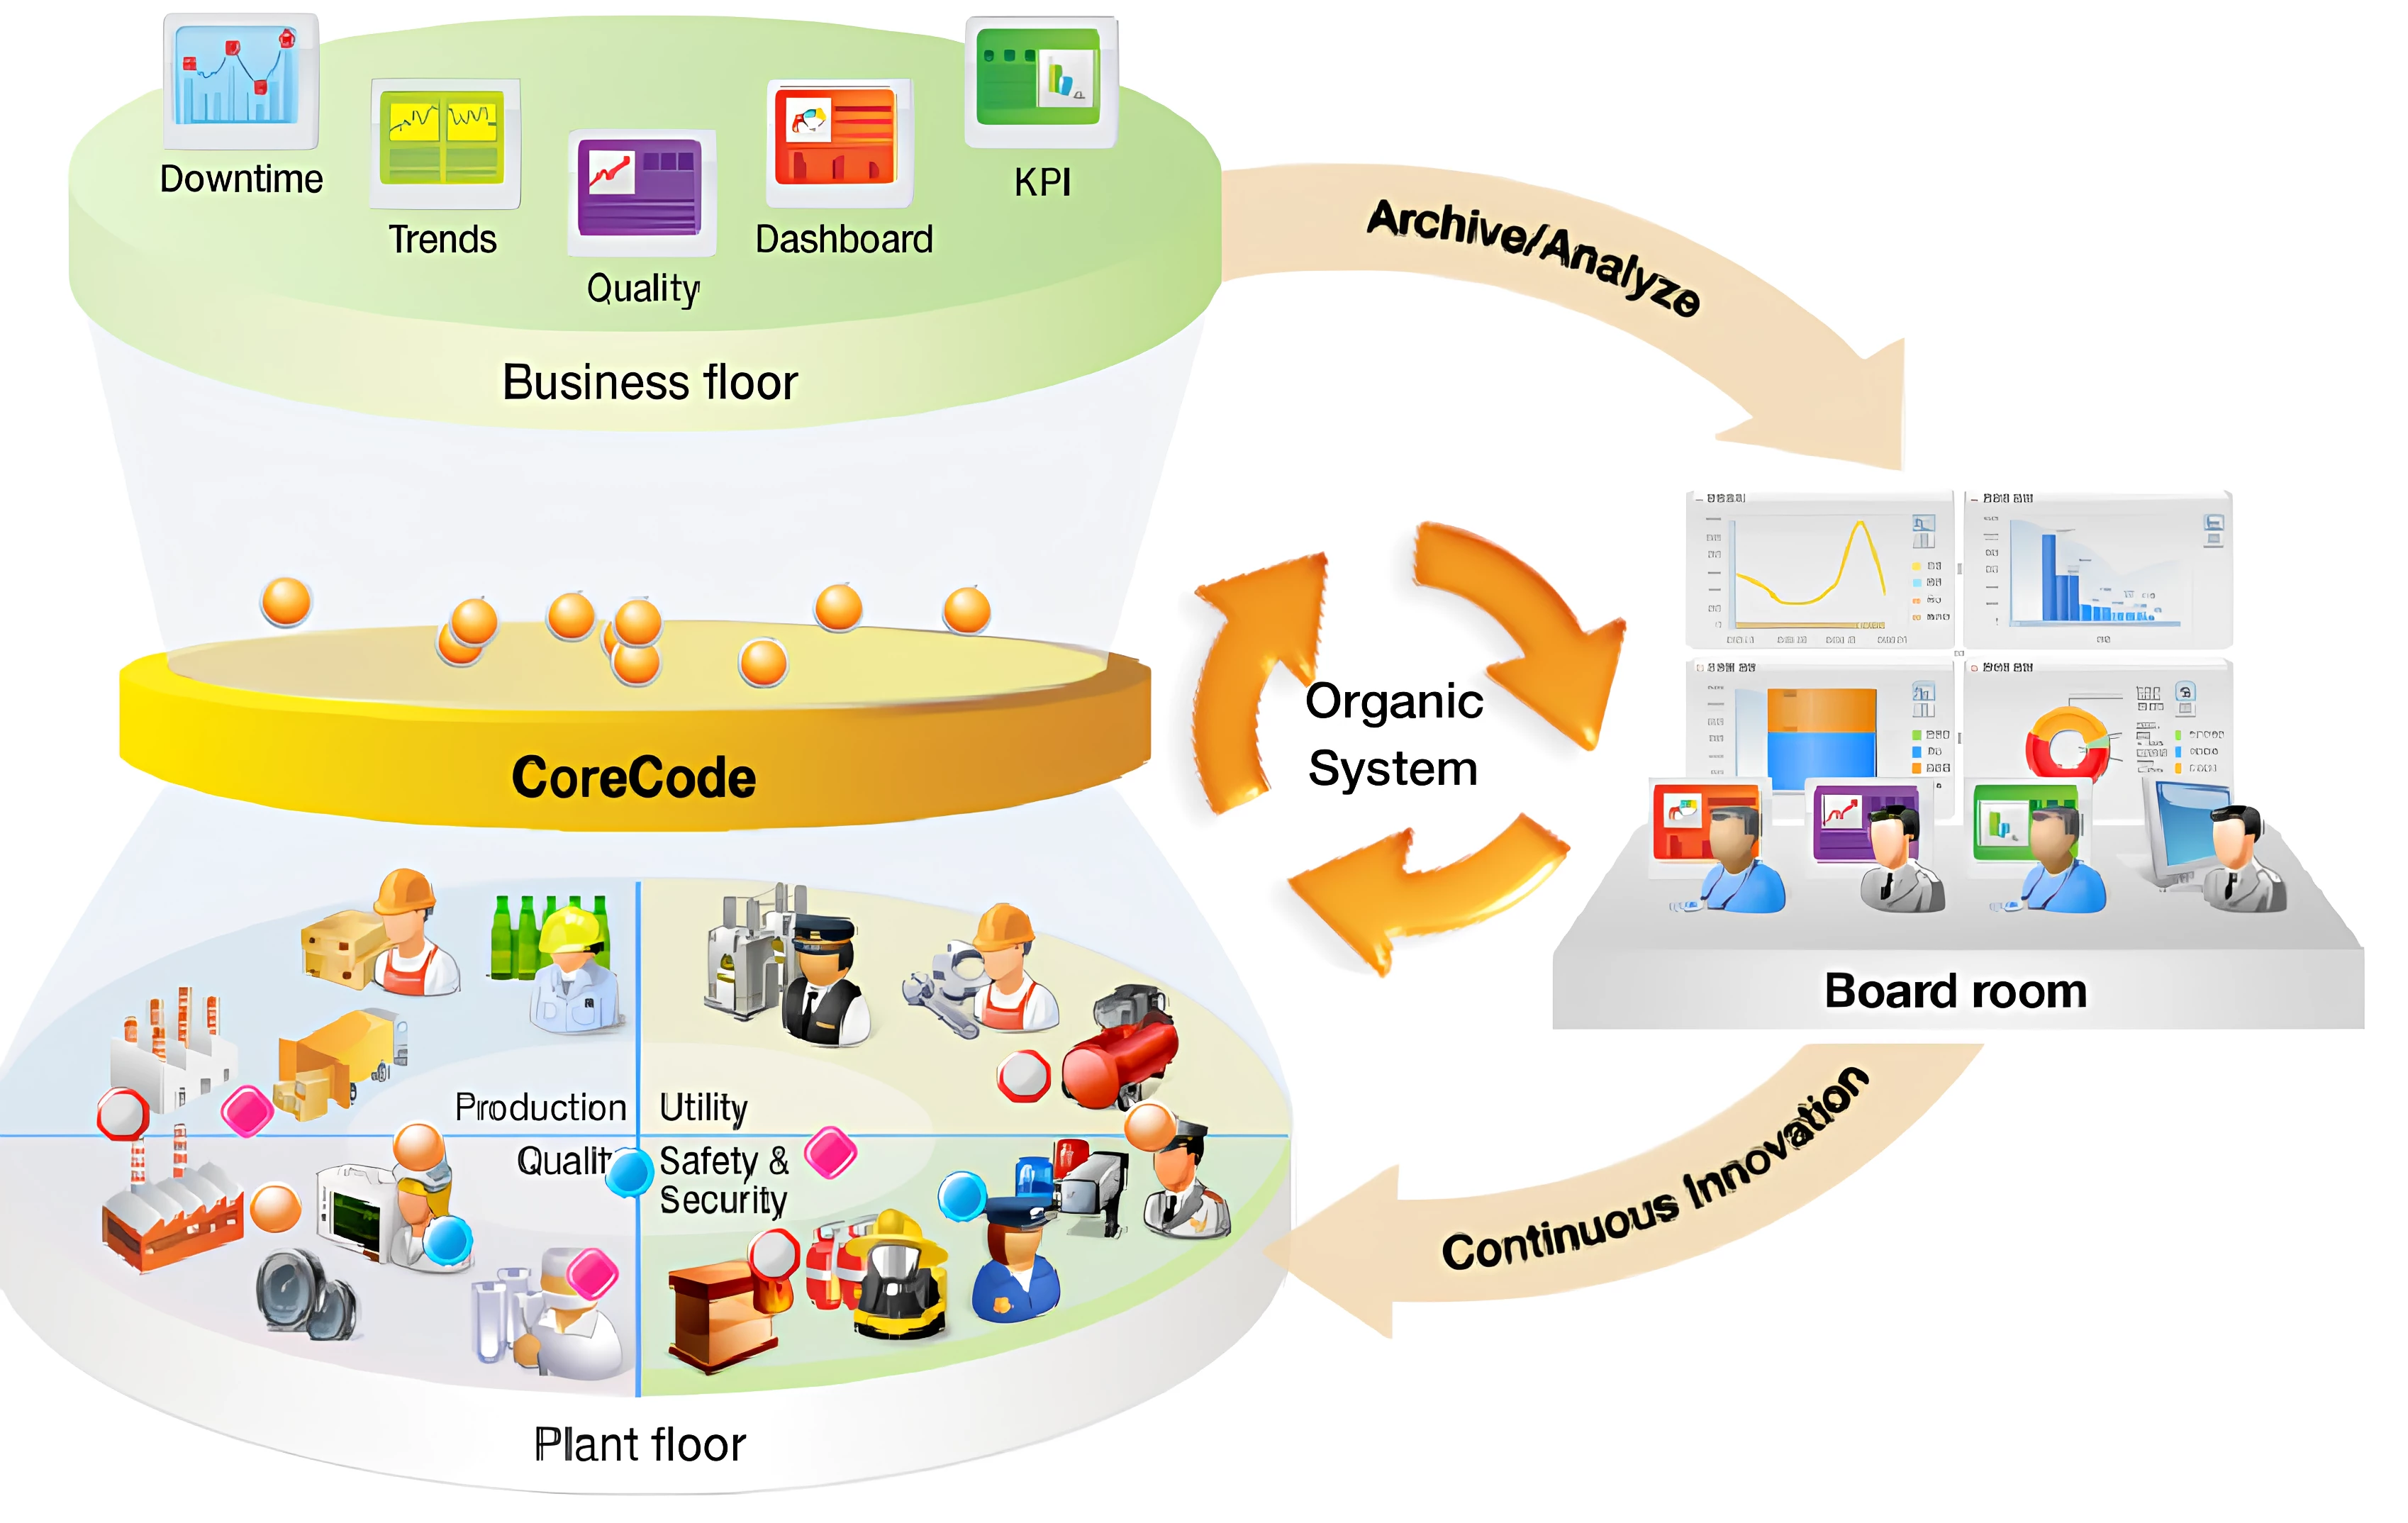 Downtime
Trends
Quality
Dashboard
KPI
Business floor
Archive/Analyze
CoreCode
Organic
System
Board room
Production
Utility
Safety &
Security
Continuous Innovation
Plant floor